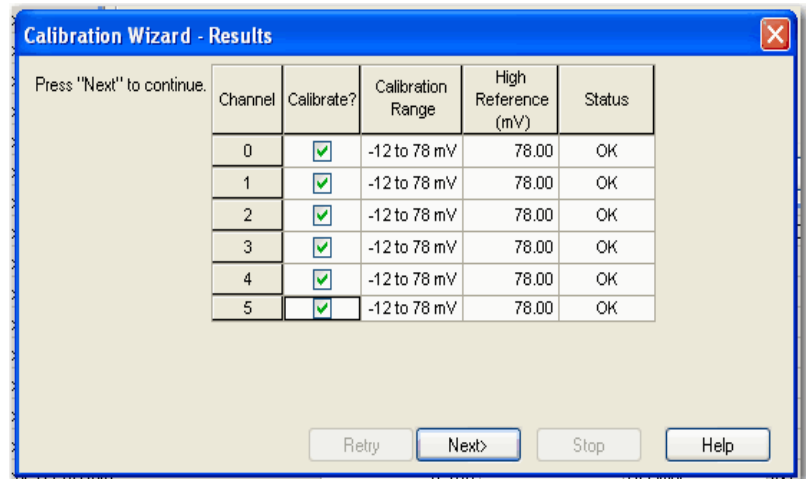 Calibration Wizard - Results
Press "Next" to continue.
Channel Calibrate? Calibration Range High Reference (mV) Status
0 -12 to 78 mV 78.00 OK
1 -12 to 78 mV 78.00 OK
2 -12 to 78 mV 78.00 OK
3 -12 to 78 mV 78.00 OK
4 -12 to 78 mV 78.00 OK
5 -12 to 78 mV 78.00 OK
Retry Next> Stop Help